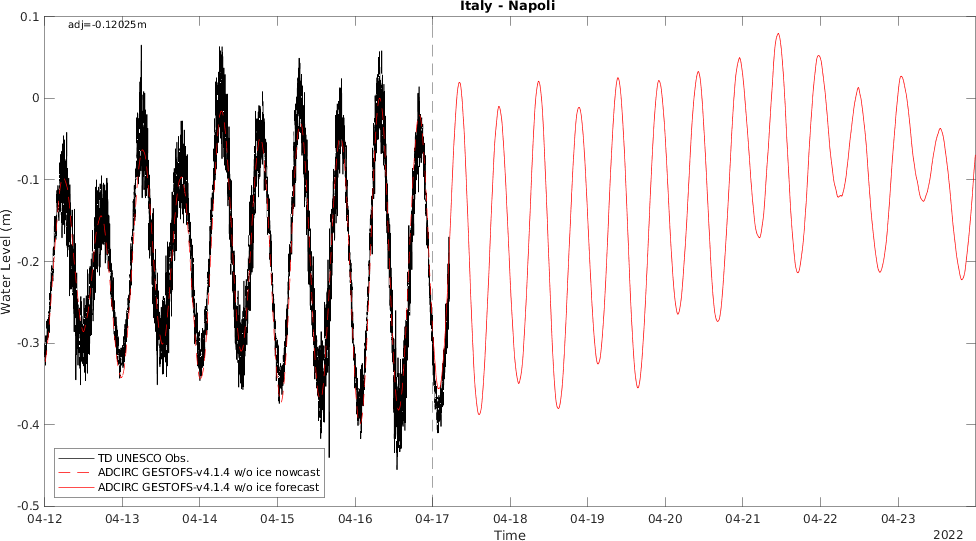 Italy - Napoli
adj=-0.12025m
0.1
0
-0.1
-0.2
-0.3
-0.4
-0.5
Water Level (m)
TD UNESCO Obs.
ADCIRC GESTOFS-v4.1.4 w/o ice nowcast
ADCIRC GESTOFS-v4.1.4 w/o ice forecast
04-12 04-13 04-14 04-15 04-16 04-17 04-18 04-19 04-20 04-21 04-22 04-23
Time
2022